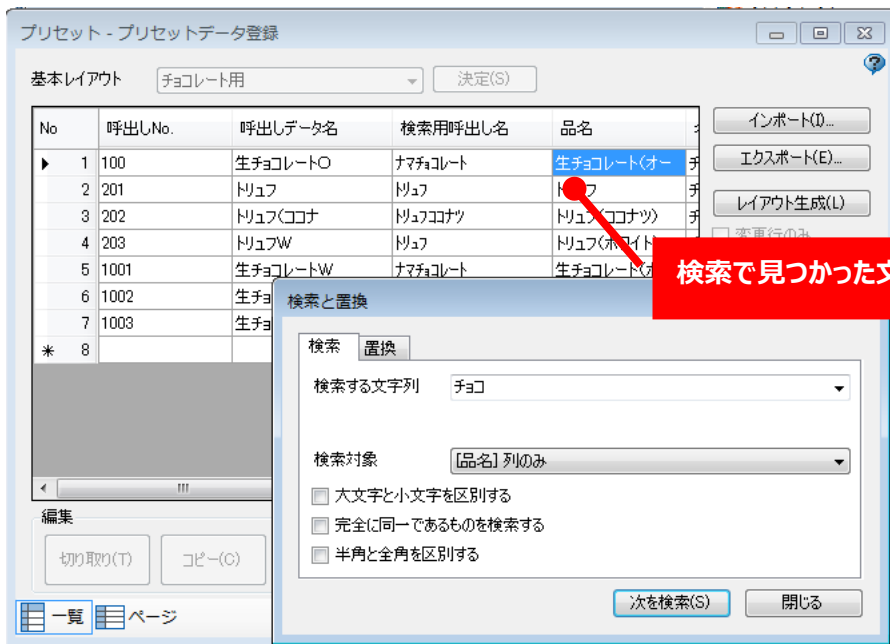 プリセット - プリセットデータ登録
基本レイアウト チョコレート用 決定(S)
No 呼出しNo. 呼出しデータ名 検索用呼出し名 品名
1 100 生チョコレートO ﾅﾏﾁｮｺﾚｰﾄ 生チョコレート(オー
2 201 トリュフ ﾄﾘｭﾌ
3 202 トリュフ(ココナ ﾄﾘｭﾌｺｺﾅﾂ トリュフ(ココナツ)
4 203 トリュフW ﾄﾘｭﾌ トリュフ(ホワイト)
5 1001 生チョコレートW ﾅﾏﾁｮｺﾚｰﾄ 生チョコレート(ホ
6 1002 生チョ
7 1003 生チョ
* 8
インポート(I)...
エクスポート(E)...
レイアウト生成(L)
変更行のみ
検索で見つかった文
検索と置換
検索 置換
検索する文字列 チョコ
検索対象 [品名] 列のみ
大文字と小文字を区別する
完全に同一であるものを検索する
半角と全角を区別する
次を検索(S) 閉じる
編集
切り取り(T) コピー(C)
一覧 ページ